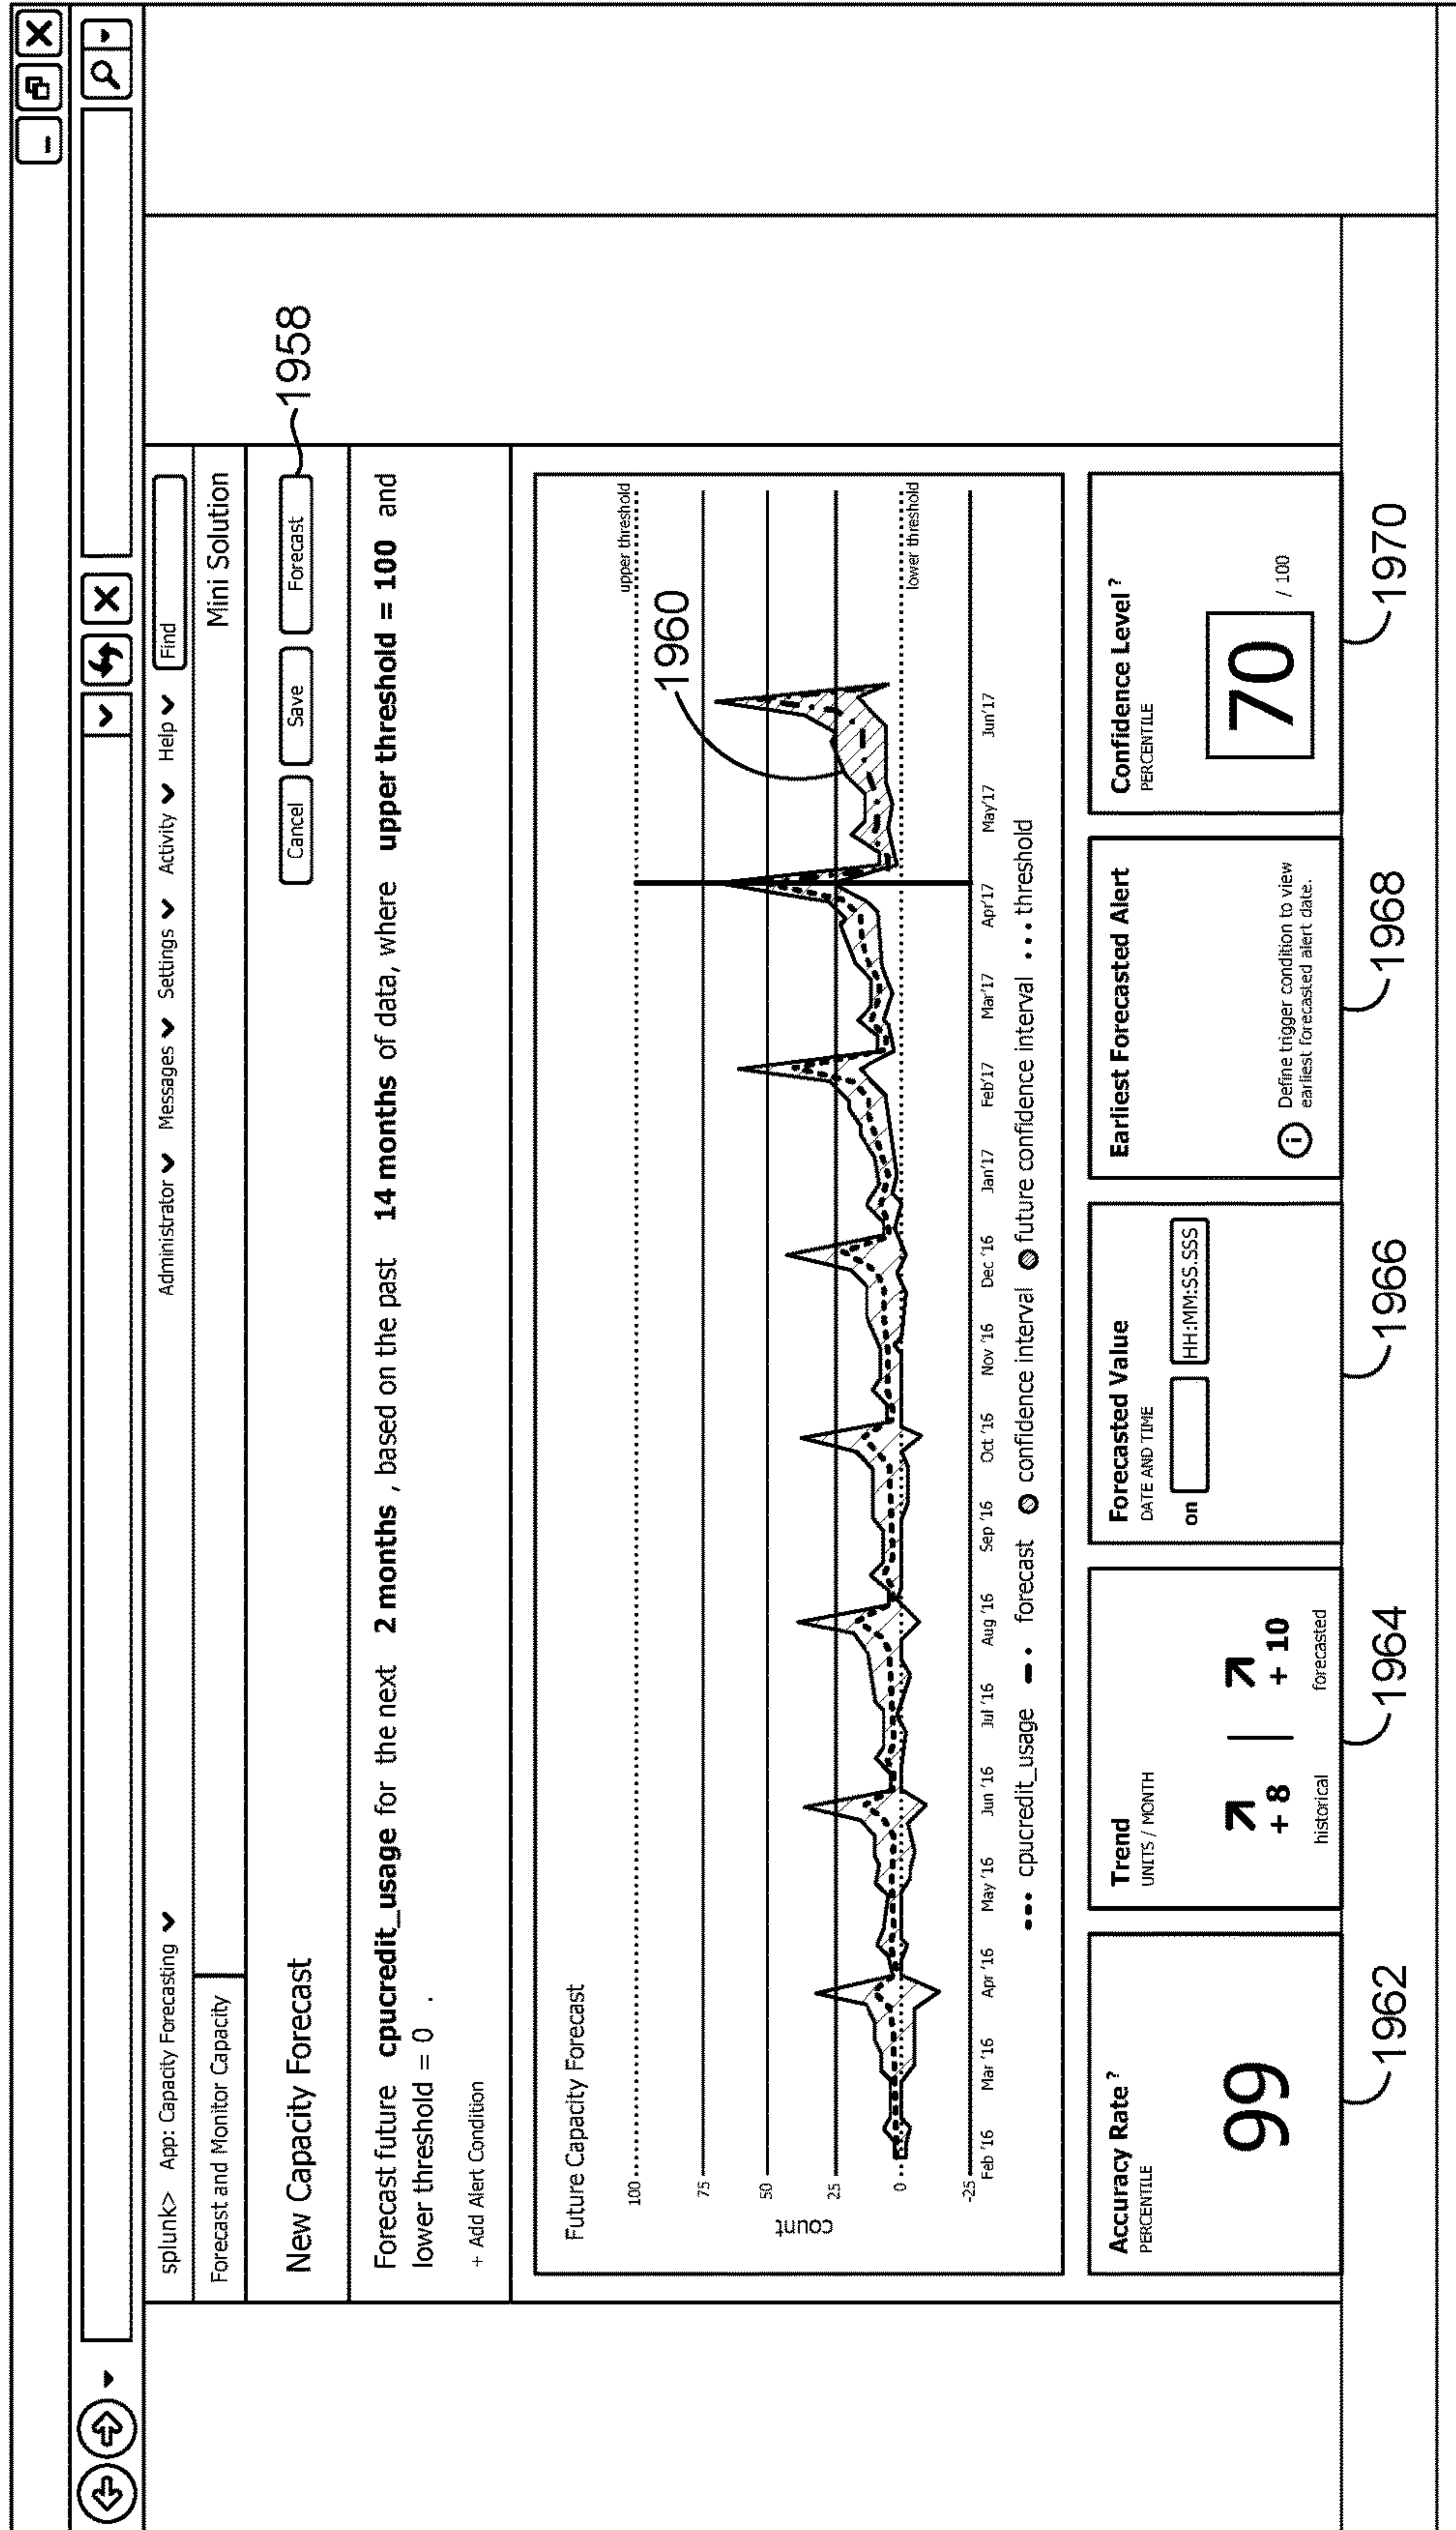 splunk> App: Capacity Forecasting Administrator Messages Settings Activity Help Find
Forecast and Monitor Capacity Mini Solution
New Capacity Forecast Cancel Save Forecast 1958
Forecast future cpucredit_usage for the next 2 months , based on the past 14 months of data, where upper threshold = 100 and
lower threshold = 0 .
+ Add Alert Condition
Future Capacity Forecast
1960
upper threshold
100
75
50
25
0
-25
count
lower threshold
Feb '16 Mar '16 Apr '16 May '16 Jun '16 Jul '16 Aug '16 Sep '16 Oct '16 Nov '16 Dec '16 Jan'17 Feb'17 Mar'17 Apr'17 May'17 Jun'17
cpucredit_usage forecast confidence interval future confidence interval threshold
Accuracy Rate ?
PERCENTILE
99
Trend
UNITS / MONTH
+ 8 | + 10
historical forecasted
Forecasted Value
DATE AND TIME
on HH:MM:SS.SSS
Earliest Forecasted Alert
i Define trigger condition to view
earliest forecasted alert date.
Confidence Level ?
PERCENTILE
70 / 100
1962 1964 1966 1968 1970